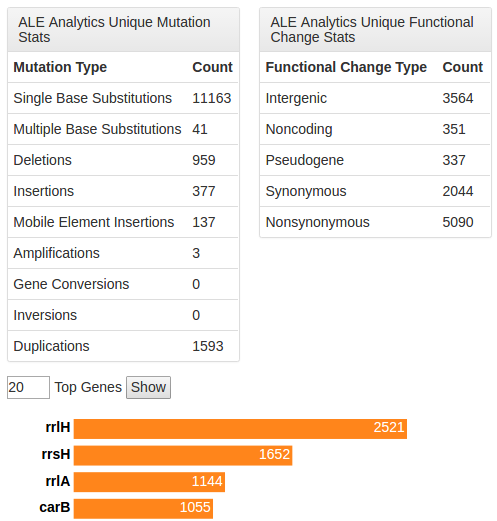 ALE Analytics Unique Mutation
Stats
Mutation Type Count
Single Base Substitutions 11163
Multiple Base Substitutions 41
Deletions 959
Insertions 377
Mobile Element Insertions 137
Amplifications 3
Gene Conversions 0
Inversions 0
Duplications 1593
ALE Analytics Unique Functional
Change Stats
Functional Change Type Count
Intergenic 3564
Noncoding 351
Pseudogene 337
Synonymous 2044
Nonsynonymous 5090
20 Top Genes Show
rrlH 2521
rrsH 1652
rrlA 1144
carB 1055